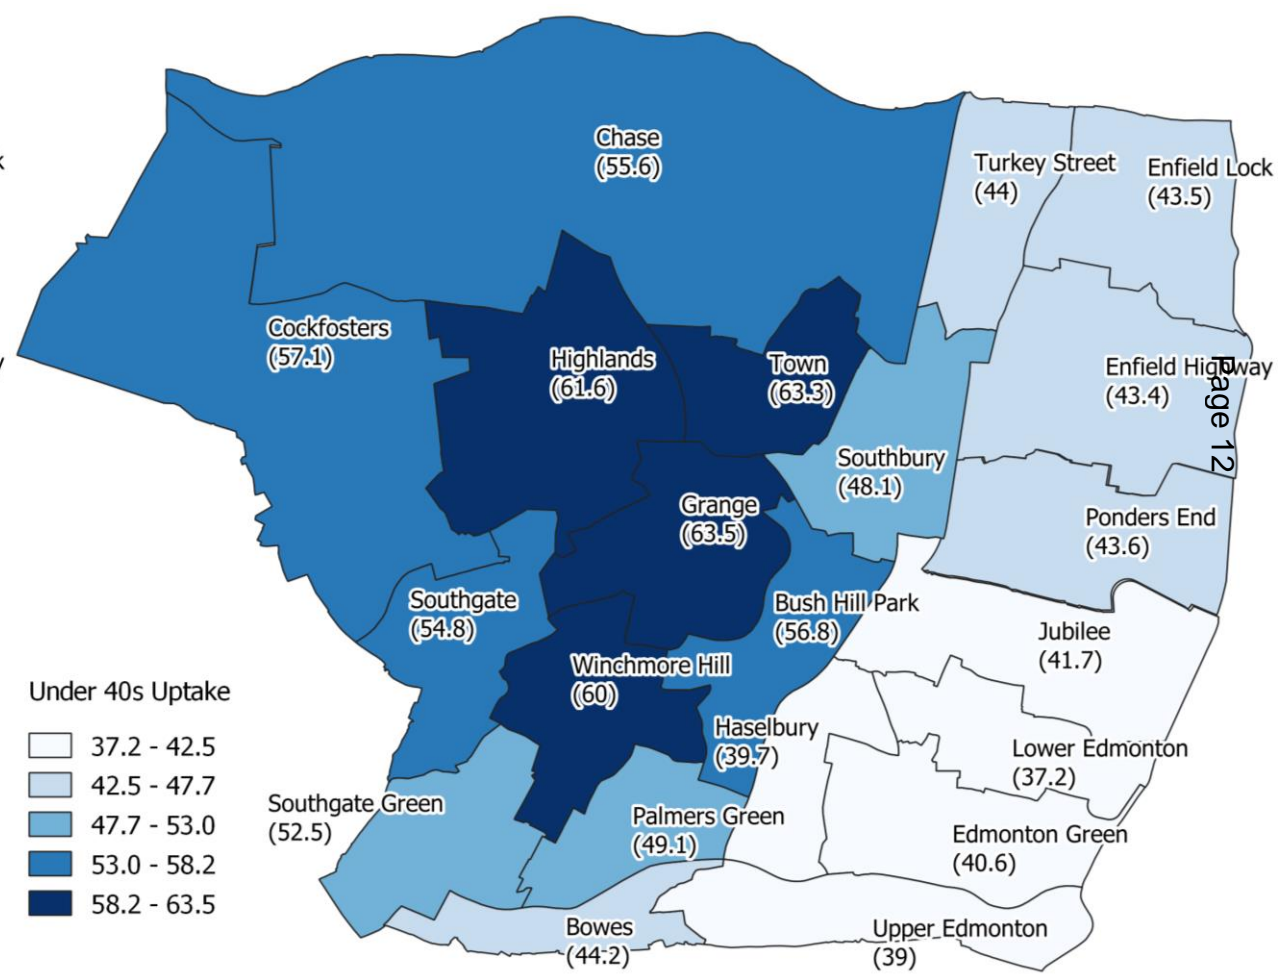 Chase
(55.6)
Turkey Street
(44)
Enfield Lock
(43.5)
Cockfosters
(57.1)
Highlands
(61.6)
Town
(63.3)
Enfield Highway
(43.4)
Page 12
Southbury
(48.1)
Grange
(63.5)
Ponders End
(43.6)
Southgate
(54.8)
Bush Hill Park
(56.8)
Jubilee
(41.7)
Winchmore Hill
(60)
Haselbury
(39.7)
Lower Edmonton
(37.2)
Southgate Green
(52.5)
Palmers Green
(49.1)
Edmonton Green
(40.6)
Bowes
(44.2)
Upper Edmonton
(39)
Under 40s Uptake
37.2 - 42.5
42.5 - 47.7
47.7 - 53.0
53.0 - 58.2
58.2 - 63.5